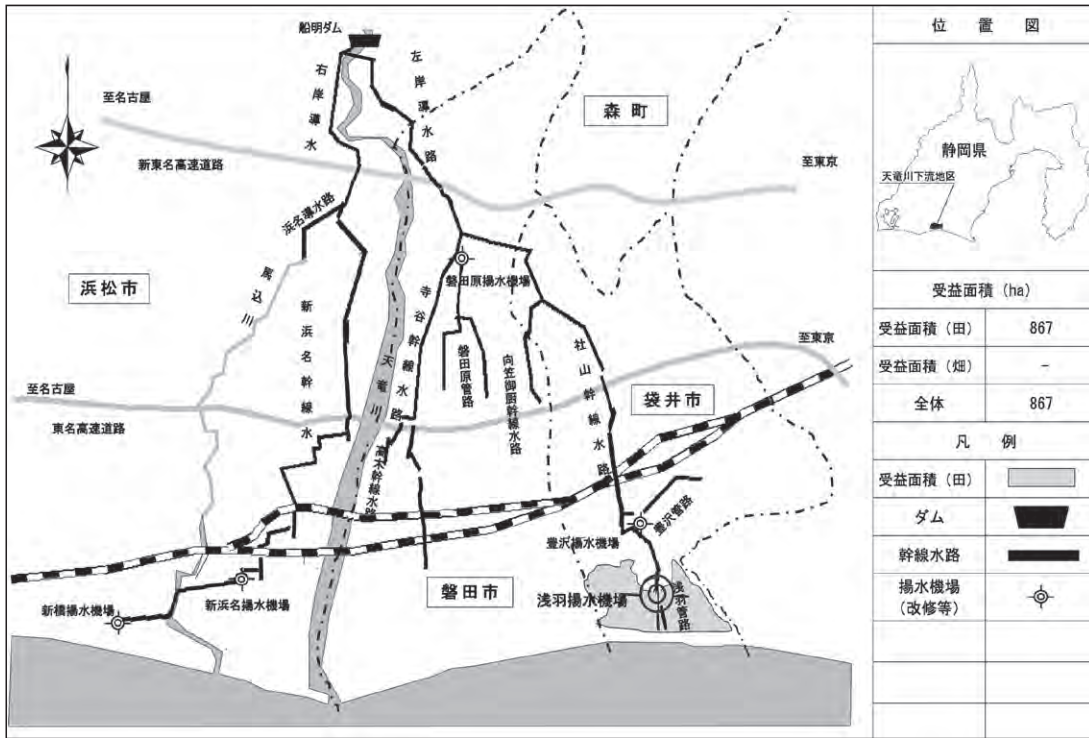 船明ダム
左岸導水路
右岸導水
至名古屋
森町
新東名高速道路
至東京
浜名導水路
磐田原揚水機場
浜松市
馬込川
新浜名幹線水
寺谷幹線水路
天竜川
磐田原管路
向笠御厨幹線水路
社山幹線水路
至東京
至名古屋
東名高速道路
袋井市
高木幹線水路
豊沢管路
豊沢揚水機場
磐田市
新浜名揚水機場
新橋揚水機場
浅羽揚水機場
浅羽管路
位置図
静岡県
天竜川下流地区
受益面積(ha)
受益面積(田) 867
受益面積(畑) -
全体 867
凡例
受益面積(田)
ダム
幹線水路
揚水機場
(改修等)